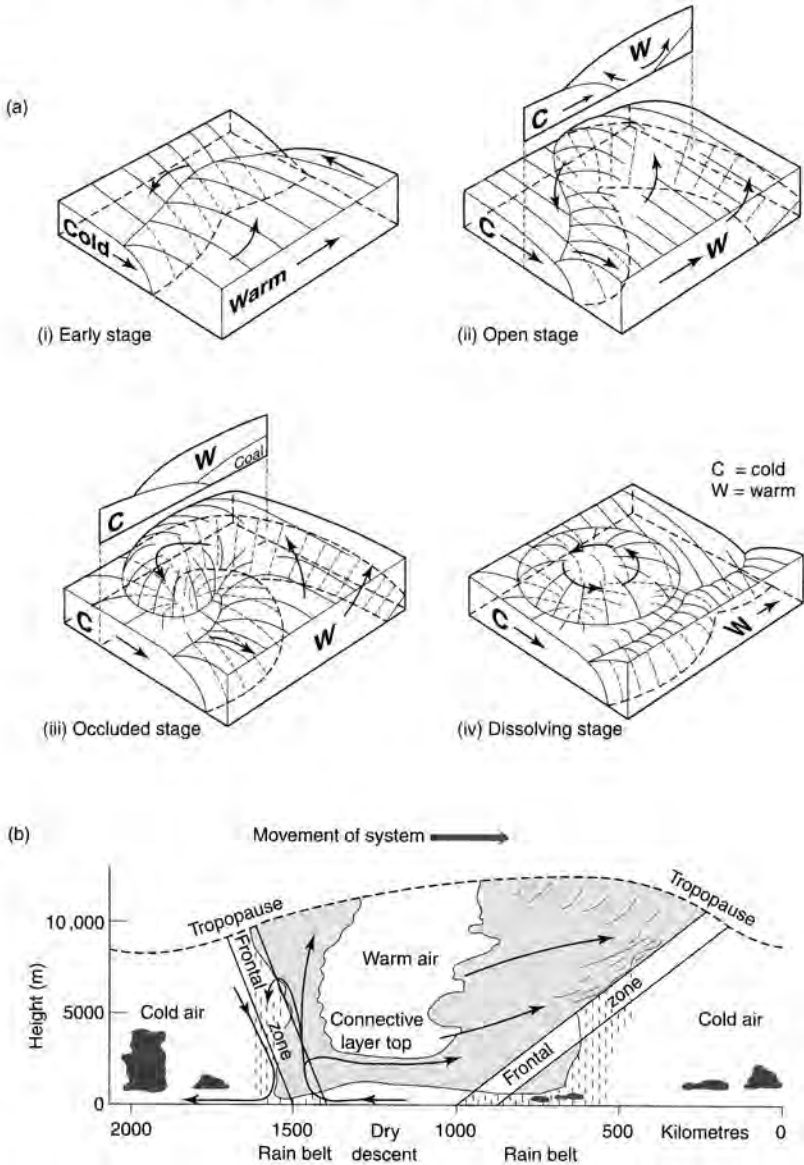 (a)
W
C
Cold
Warm
(i) Early stage
C
W
(ii) Open stage
W
Coal
C
C
W
(iii) Occluded stage
C = cold
W = warm
C
W
(iv) Dissolving stage
(b)
Movement of system
Height (m)
10,000
5000
0
Tropopause
Tropopause
Frontal
zone
Warm air
Cold air
Connective
layer top
Frontal
zone
Cold air
2000
1500
Dry
1000
500
Kilometres
0
Rain belt
descent
Rain belt